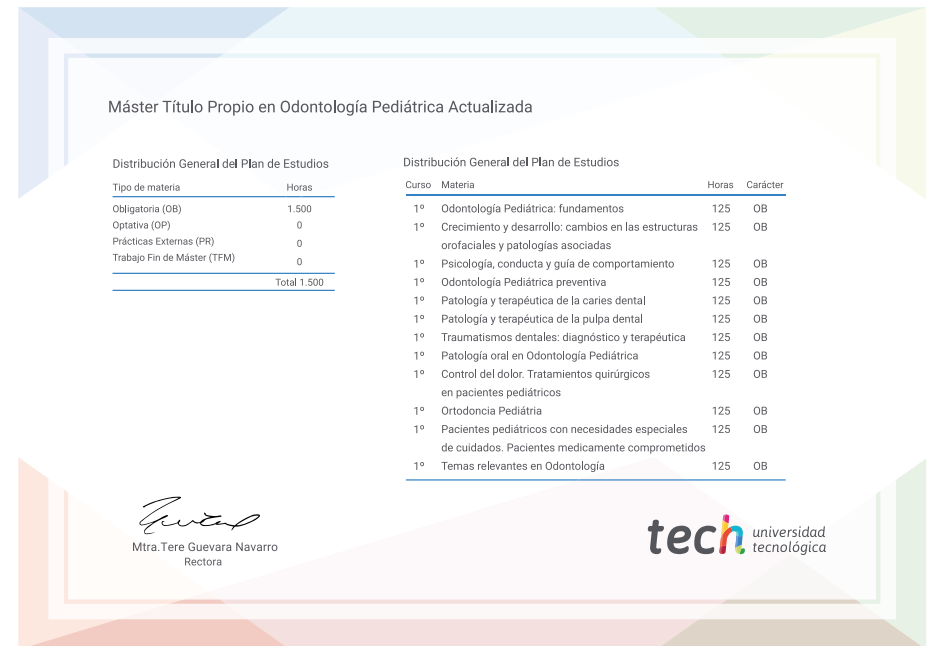 Máster Título Propio en Odontología Pediátrica Actualizada
Distribución General del Plan de Estudios
Tipo de materia Horas
Obligatoria (OB) 1.500
Optativa (OP) 0
Prácticas Externas (PR) 0
Trabajo Fin de Máster (TFM) 0
Total 1.500
Distribución General del Plan de Estudios
Curso Materia Horas Carácter
1º Odontología Pediátrica: fundamentos 125 OB
1º Crecimiento y desarrollo: cambios en las estructuras 125 OB
orofaciales y patologías asociadas
1º Psicología, conducta y guía de comportamiento 125 OB
1º Odontología Pediátrica preventiva 125 OB
1º Patología y terapéutica de la caries dental 125 OB
1º Patología y terapéutica de la pulpa dental 125 OB
1º Traumatismos dentales: diagnóstico y terapéutica 125 OB
1º Patología oral en Odontología Pediátrica 125 OB
1º Control del dolor. Tratamientos quirúrgicos 125 OB
en pacientes pediátricos
1º Ortodoncia Pediátria 125 OB
1º Pacientes pediátricos con necesidades especiales 125 OB
de cuidados. Pacientes medicamente comprometidos
1º Temas relevantes en Odontología 125 OB
Mtra.Tere Guevara Navarro
Rectora
tech universidad
tecnológica